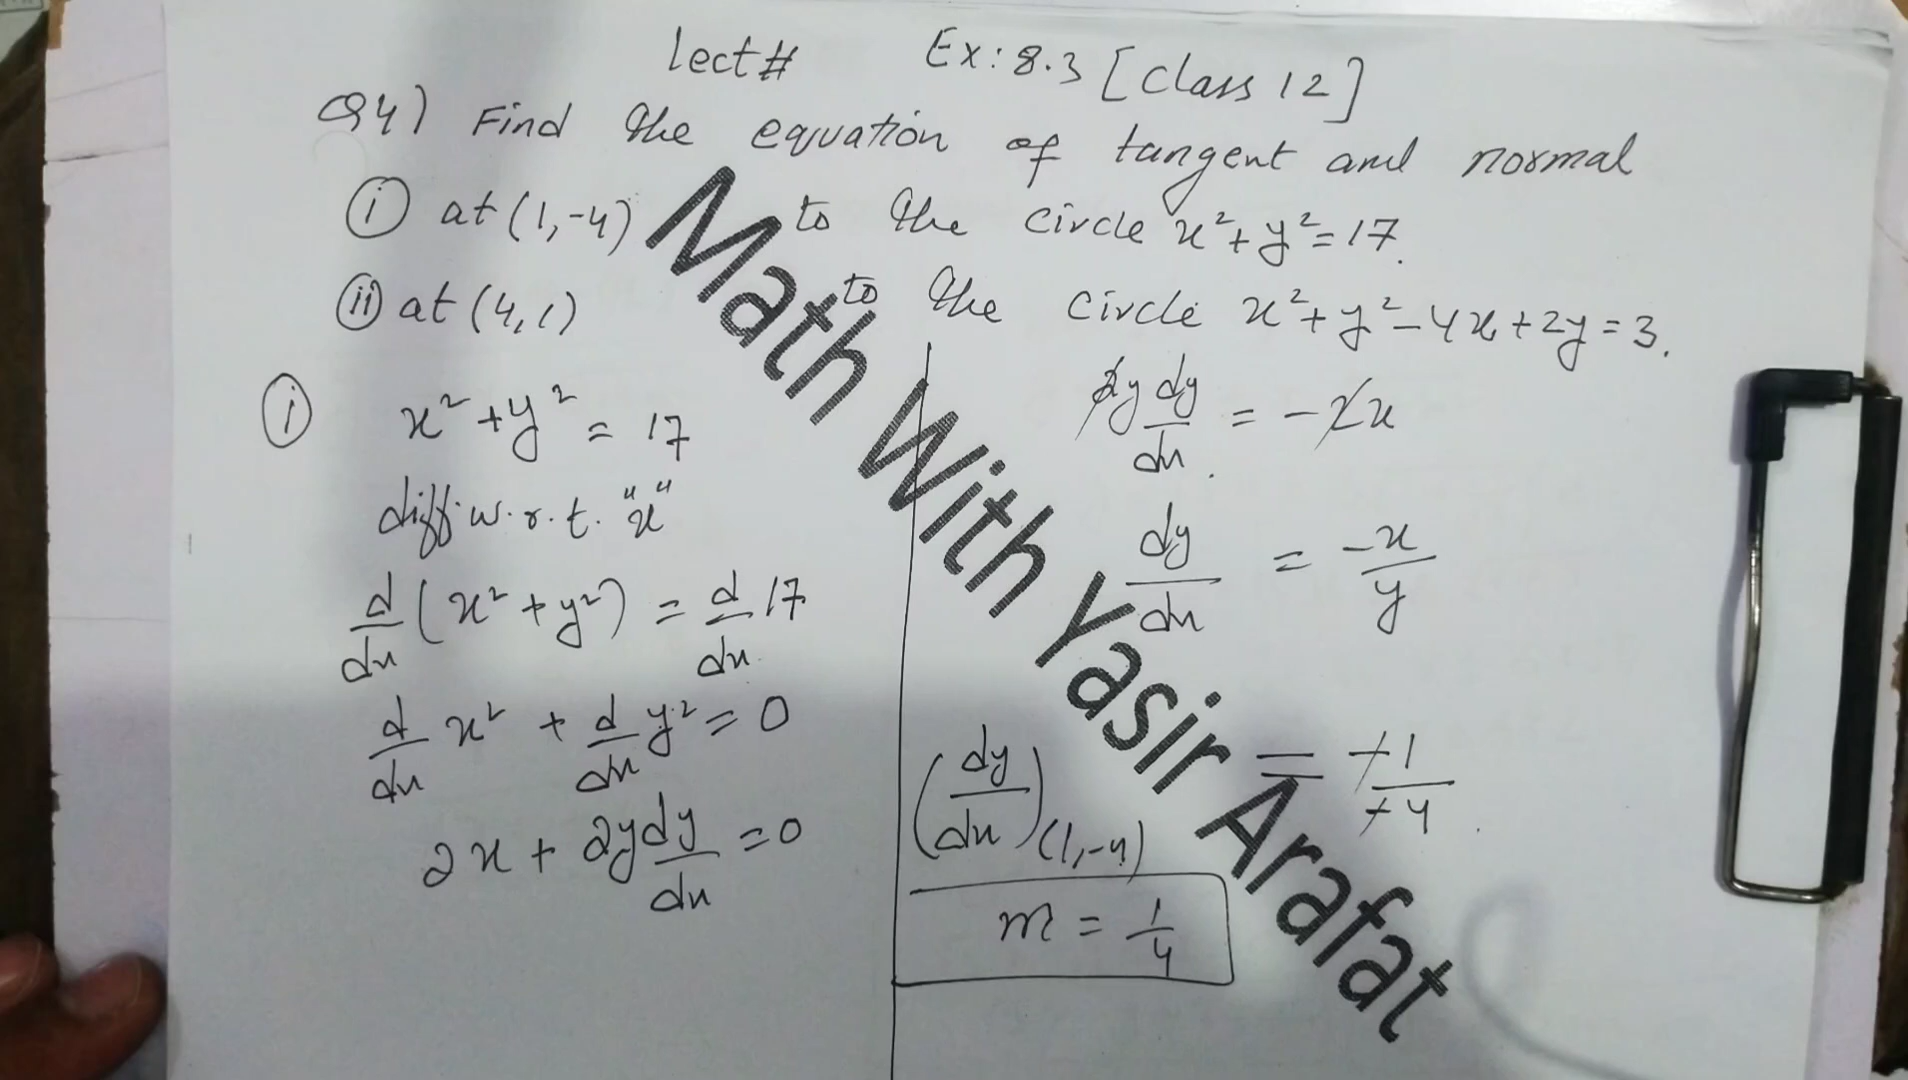 Lect# Ex: 8.3 [Class 12]
Q4) Find the equation of tangent and normal
(i) at (1,-4) to the circle x²+y²=17.
(ii) at (4,1) to the circle x²+y²-4x+2y=3.
(i) x²+y²=17
diff. w.r.t. "x"
d/dx (x²+y²) = d/dx 17
d/dx x² + d/dx y² = 0
2x + 2y dy/dx = 0
2y dy/dx = -2x
dy/dx = -x/y
(dy/dx)(1,-4) = -1/-4
m = 1/4
Math With Yasir Arafat